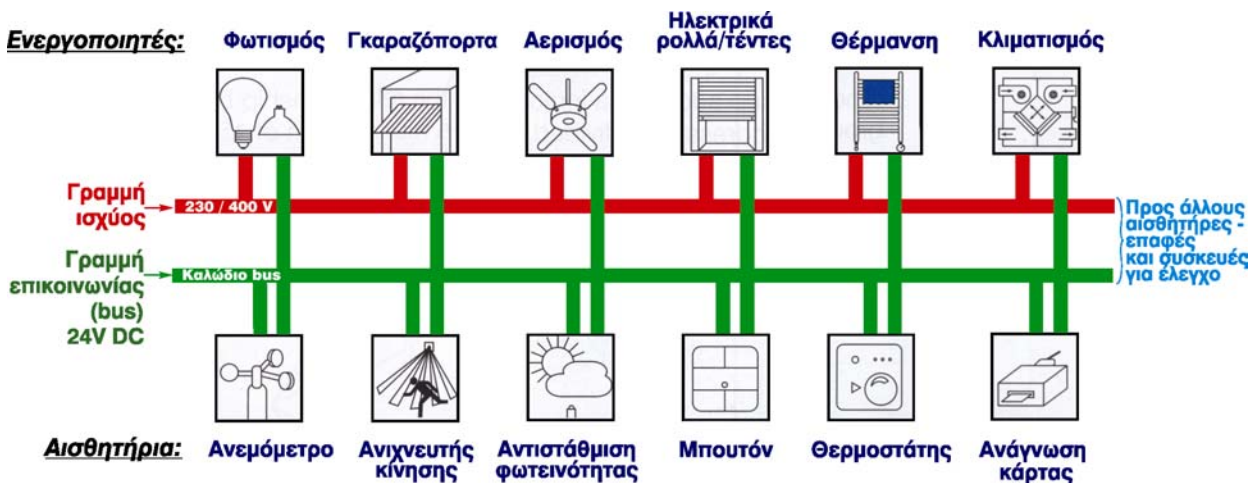 Ενεργοποιητές:
Φωτισμός
Γκαραζόπορτα
Αερισμός
Ηλεκτρικά
ρολλά/τέντες
Θέρμανση
Κλιματισμός
Γραμμή
ισχύος
230 / 400 V
Προς άλλους
αισθητήρες -
επαφές
και συσκευές
για έλεγχο
Γραμμή
επικοινωνίας
(bus)
24V DC
Καλώδιο bus
Αισθητήρια:
Ανεμόμετρο
Ανιχνευτής
κίνησης
Αντιστάθμιση
φωτεινότητας
Μπουτόν
Θερμοστάτης
Ανάγνωση
κάρτας